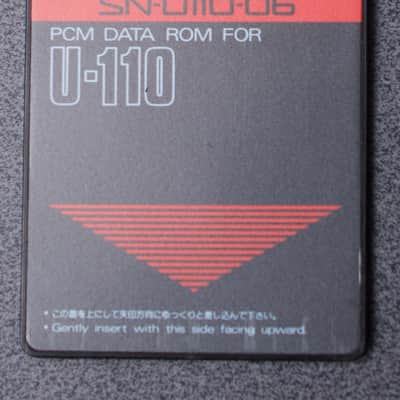 SN-U110-06
PCM DATA ROM FOR
U-110
• この面を上にして矢印方向にゆっくりと差し込んで下さい。
• Gently insert with this side facing upward.